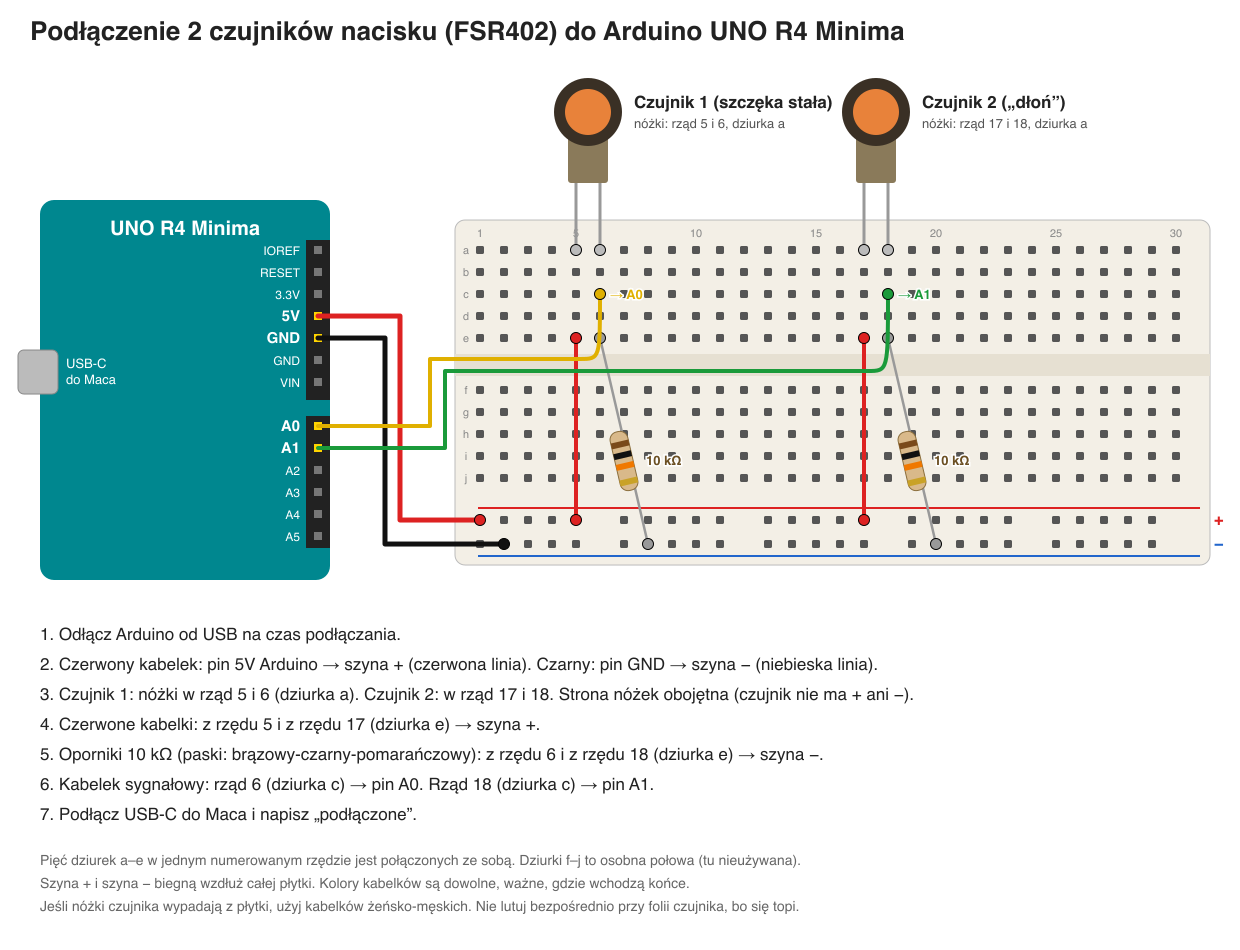 Podłączenie 2 czujników nacisku (FSR402) do Arduino UNO R4 Minima
Czujnik 1 (szczęka stała)
nóżki: rząd 5 i 6, dziurka a
Czujnik 2 („dłoń”)
nóżki: rząd 17 i 18, dziurka a
UNO R4 Minima
IOREF
RESET
3.3V
5V
GND
GND
VIN
A0
A1
A2
A3
A4
A5
USB-C
do Maca
1 5 10 15 20 25 30
a
b
c
d
e
f
g
h
i
j
→ A0
→ A1
10 kΩ
10 kΩ
+
−
1. Odłącz Arduino od USB na czas podłączania.
2. Czerwony kabelek: pin 5V Arduino → szyna + (czerwona linia). Czarny: pin GND → szyna − (niebieska linia).
3. Czujnik 1: nóżki w rząd 5 i 6 (dziurka a). Czujnik 2: w rząd 17 i 18. Strona nóżek obojętna (czujnik nie ma + ani −).
4. Czerwone kabelki: z rzędu 5 i z rzędu 17 (dziurka e) → szyna +.
5. Oporniki 10 kΩ (paski: brązowy-czarny-pomarańczowy): z rzędu 6 i z rzędu 18 (dziurka e) → szyna −.
6. Kabelek sygnałowy: rząd 6 (dziurka c) → pin A0. Rząd 18 (dziurka c) → pin A1.
7. Podłącz USB-C do Maca i napisz „podłączone”.
Pięć dziurek a–e w jednym numerowanym rzędzie jest połączonych ze sobą. Dziurki f–j to osobna połowa (tu nieużywana).
Szyna + i szyna − biegną wzdłuż całej płytki. Kolory kabelków są dowolne, ważne, gdzie wchodzą końce.
Jeśli nóżki czujnika wypadają z płytki, użyj kabelków żeńsko-męskich. Nie lutuj bezpośrednio przy folii czujnika, bo się topi.